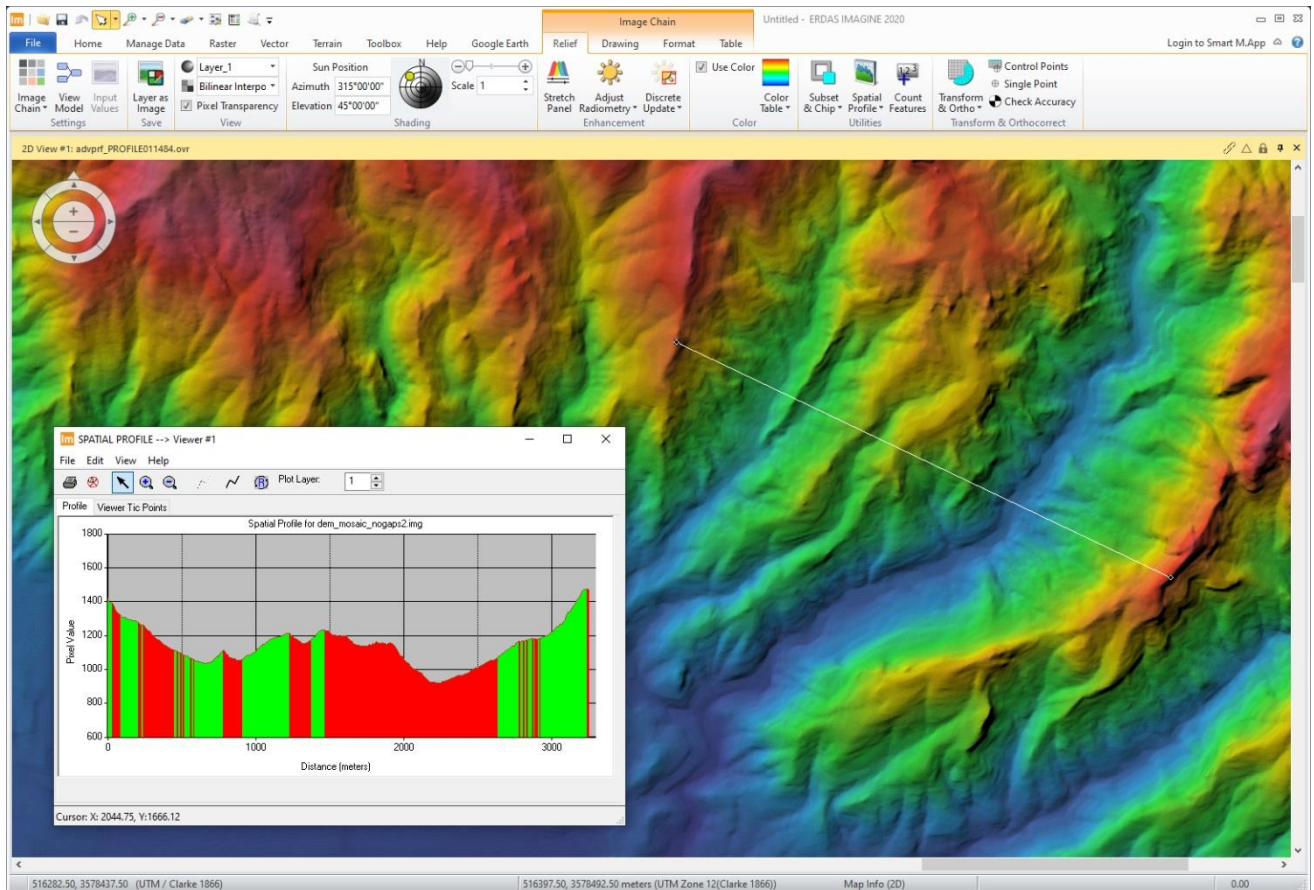 Im
Image Chain
Untitled - ERDAS IMAGINE 2020
File Home Manage Data Raster Vector Terrain Toolbox Help Google Earth Relief Drawing Format Table
Login to Smart M.App
Image Chain
View Model
Input Values
Settings
Layer as Image
Save
Layer_1
Bilinear Interpo
Pixel Transparency
View
Sun Position
Azimuth 315°00'00"
Elevation 45°00'00"
N
Scale 1
Shading
Stretch Panel
Adjust Radiometry
Discrete Update
Enhancement
Use Color
Color Table
Color
Subset & Chip
Spatial Profile
1 2 3
Count Features
Utilities
Transform & Ortho
Control Points
Single Point
Check Accuracy
Transform & Orthocorrect
2D View #1: advprf_PROFILE011484.ovr
Im SPATIAL PROFILE --> Viewer #1
File Edit View Help
R
Plot Layer: 1
Profile Viewer Tic Points
Spatial Profile for dem_mosaic_nogaps2.img
1800
1600
1400
1200
1000
800
600
Pixel Value
0 1000 2000 3000
Distance (meters)
Cursor: X: 2044.75, Y:1666.12
516282.50, 3578437.50 (UTM / Clarke 1866)
516397.50, 3578492.50 meters (UTM Zone 12(Clarke 1866))
Map Info (2D)
0.00